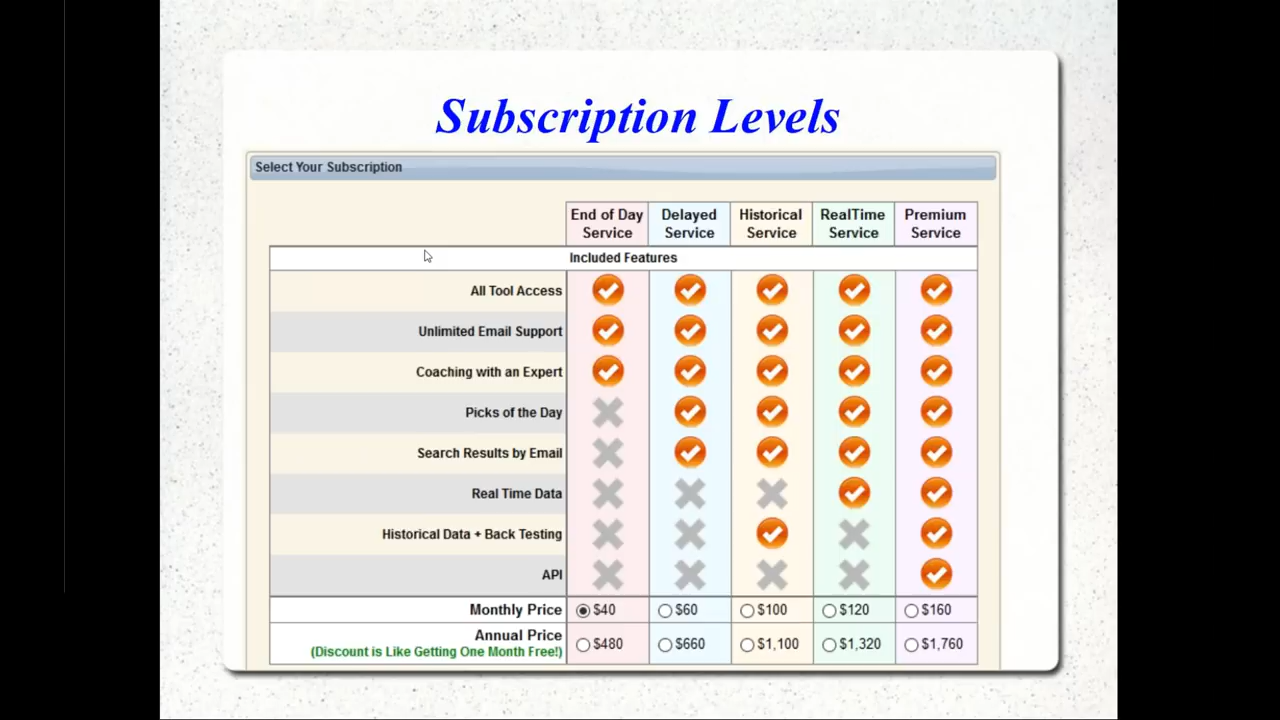 Subscription Levels
Select Your Subscription
End of Day Service
Delayed Service
Historical Service
RealTime Service
Premium Service
Included Features
All Tool Access
Unlimited Email Support
Coaching with an Expert
Picks of the Day
Search Results by Email
Real Time Data
Historical Data + Back Testing
API
Monthly Price $40 $60 $100 $120 $160
Annual Price $480 $660 $1,100 $1,320 $1,760
(Discount is Like Getting One Month Free!)